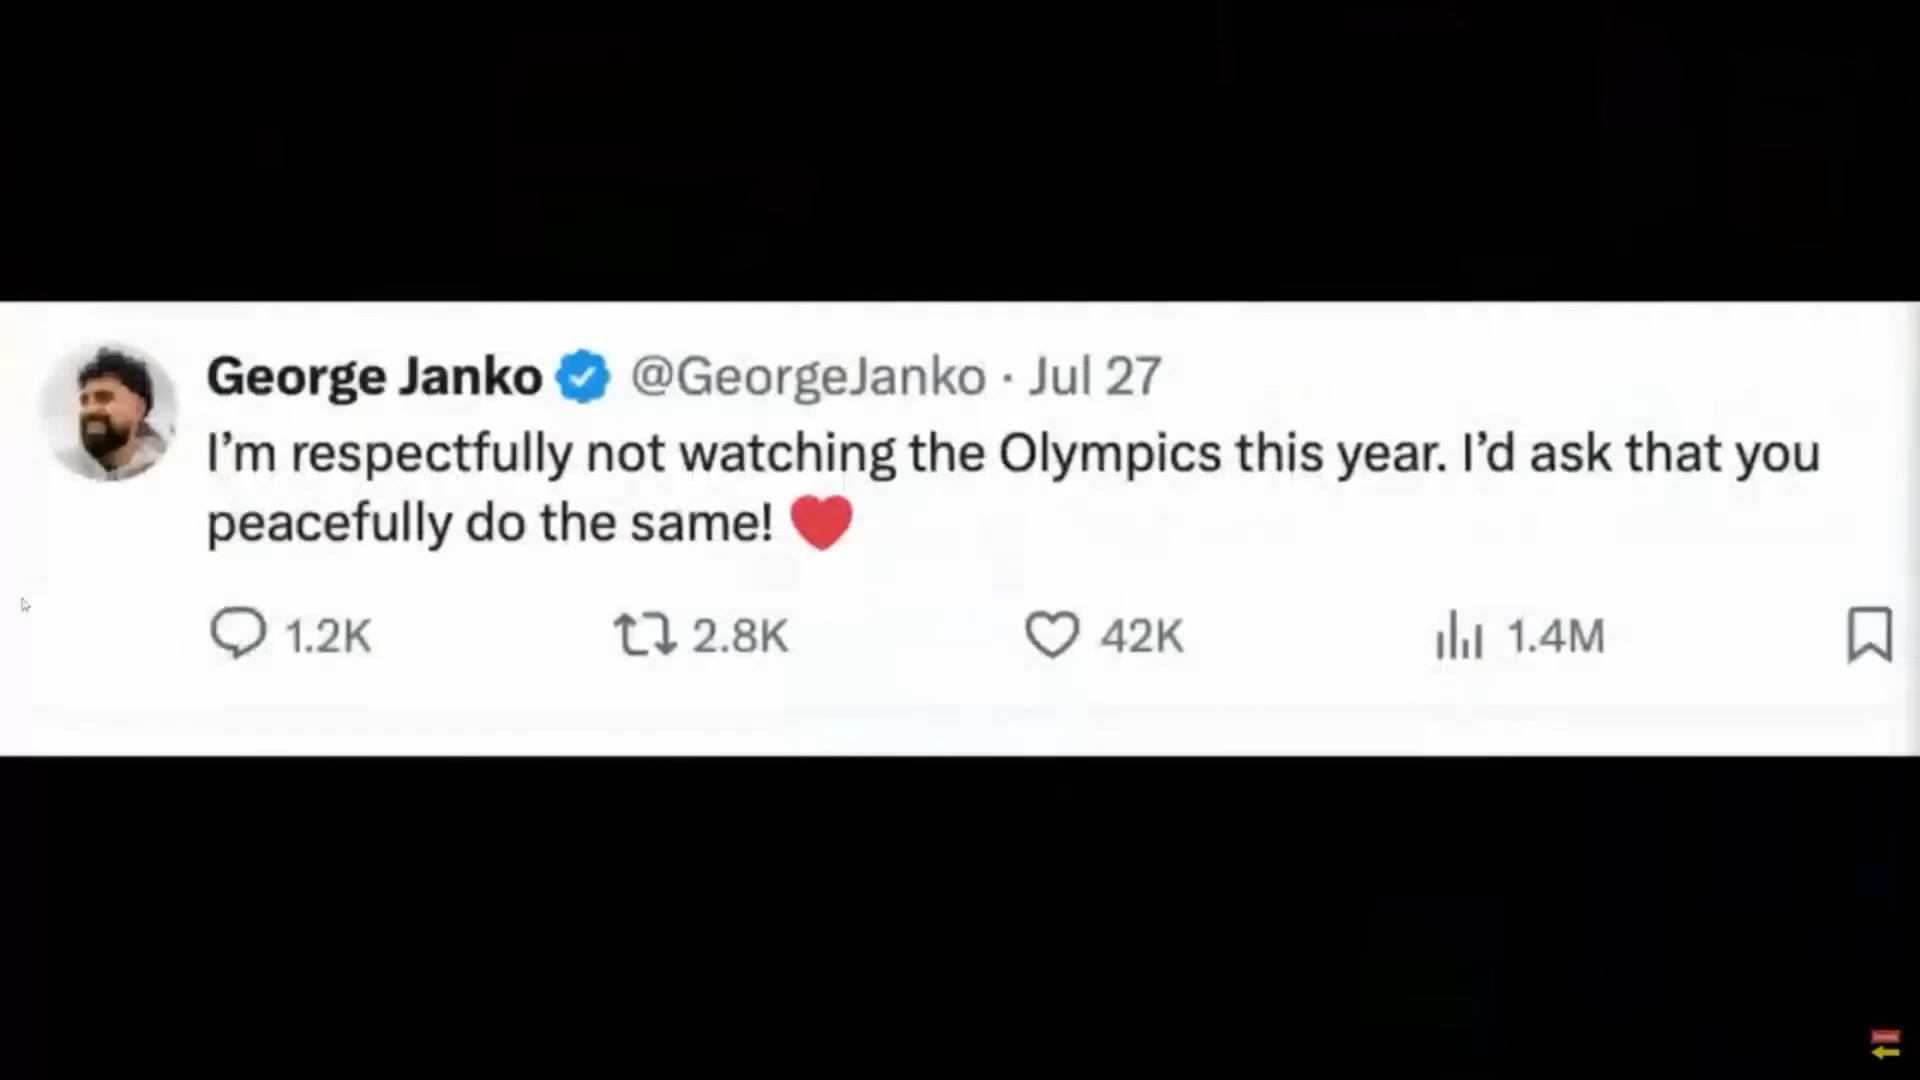 George Janko @GeorgeJanko · Jul 27
I'm respectfully not watching the Olympics this year. I'd ask that you
peacefully do the same! ❤️
1.2K 2.8K 42K 1.4M